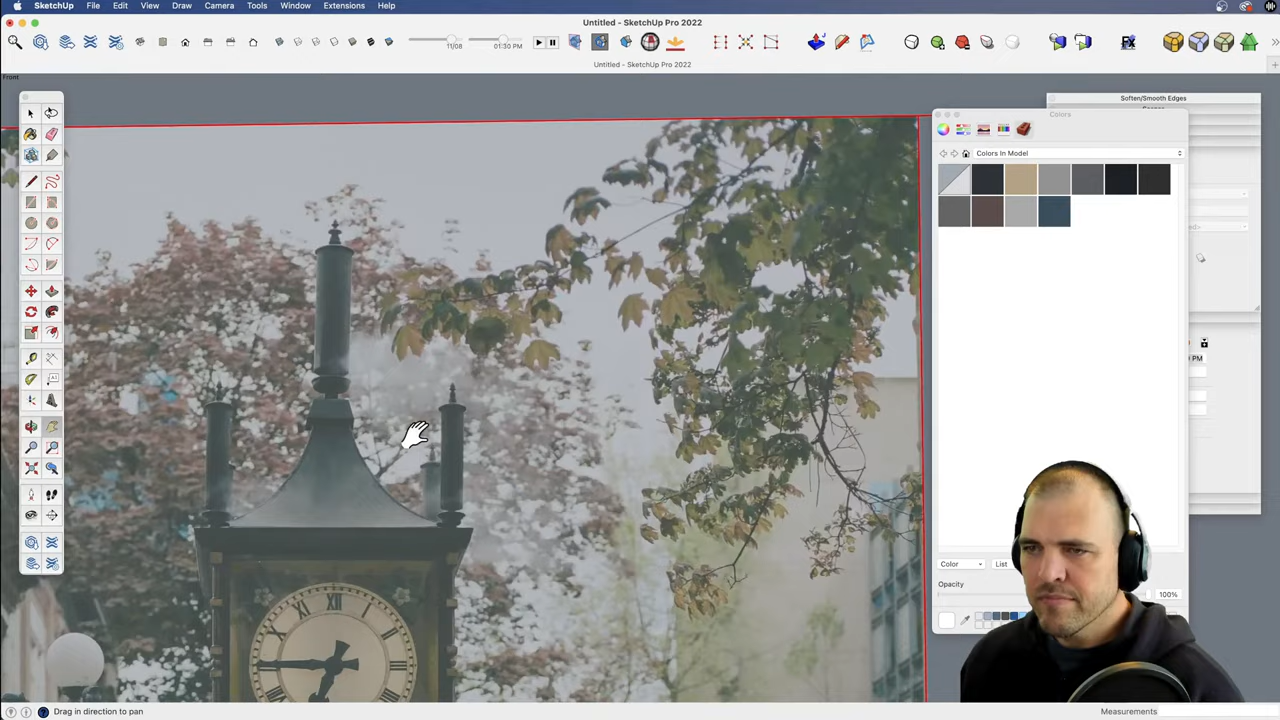 SketchUp File Edit View Draw Camera Tools Window Extensions Help
Untitled - SketchUp Pro 2022
11/08
01:30 PM
Untitled - SketchUp Pro 2022
Front
Soften/Smooth Edges
Colors
Colors In Model
PM
Color
List
Opacity
100%
Drag in direction to pan
Measurements